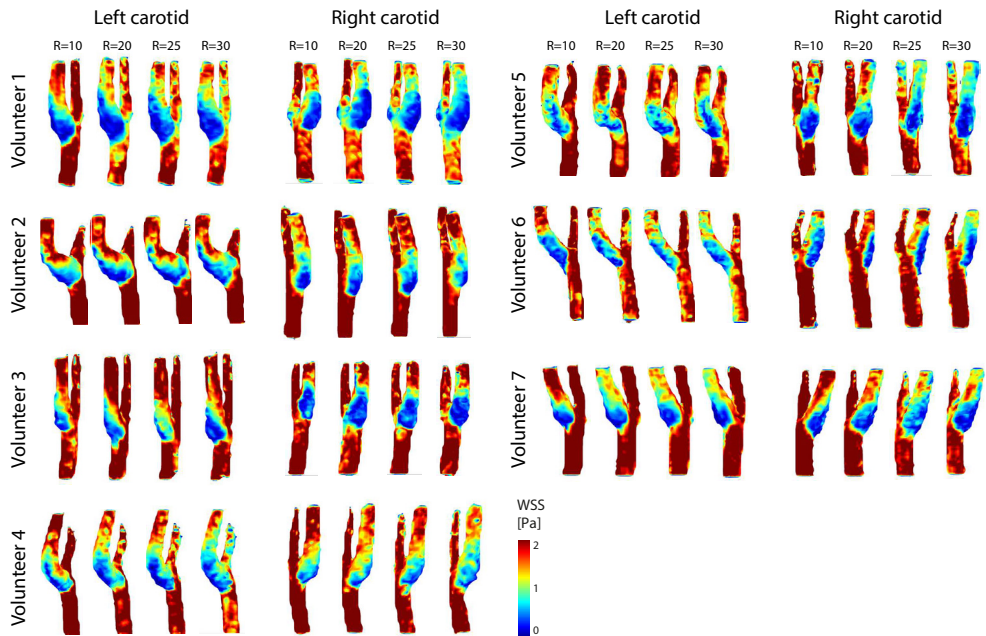 Left carotid
Right carotid
Left carotid
Right carotid
R=10 R=20 R=25 R=30
R=10 R=20 R=25 R=30
R=10 R=20 R=25 R=30
R=10 R=20 R=25 R=30
Volunteer 1
Volunteer 5
Volunteer 2
Volunteer 6
Volunteer 3
Volunteer 7
Volunteer 4
WSS
[Pa]
2
1
0